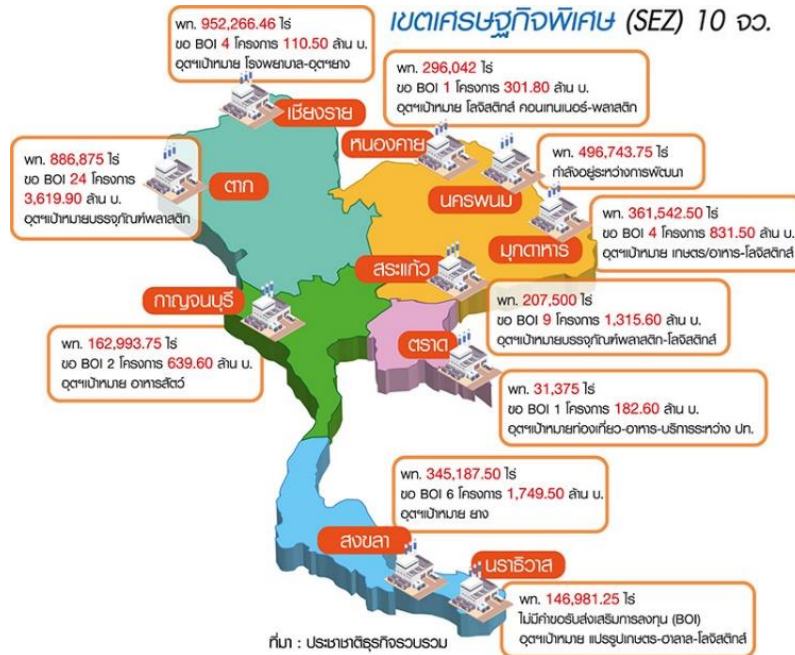 เขตเศรษฐกิจพิเศษ (SEZ) 10 จว.
พท. 952,266.46 ไร่
ขอ BOI 4 โครงการ 110.50 ล้าน บ.
อุตฯเป้าหมาย โรงพยาบาล-อุตฯยาง
เชียงราย
พท. 296,042 ไร่
ขอ BOI 1 โครงการ 301.80 ล้าน บ.
อุตฯเป้าหมาย โลจิสติกส์ คอนเทนเนอร์-พลาสติก
หนองคาย
พท. 886,875 ไร่
ขอ BOI 24 โครงการ
3,619.90 ล้าน บ.
อุตฯเป้าหมายบรรจุภัณฑ์พลาสติก
ตาก
พท. 496,743.75 ไร่
กำลังอยู่ระหว่างการพัฒนา
นครพนม
พท. 361,542.50 ไร่
ขอ BOI 4 โครงการ 831.50 ล้าน บ.
อุตฯเป้าหมาย เกษตร/อาหาร-โลจิสติกส์
มุกดาหาร
สระแก้ว
พท. 207,500 ไร่
ขอ BOI 9 โครงการ 1,315.60 ล้าน บ.
อุตฯเป้าหมายบรรจุภัณฑ์พลาสติก-โลจิสติกส์
กาญจนบุรี
พท. 162,993.75 ไร่
ขอ BOI 2 โครงการ 639.60 ล้าน บ.
อุตฯเป้าหมาย อาหารสัตว์
ตราด
พท. 31,375 ไร่
ขอ BOI 1 โครงการ 182.60 ล้าน บ.
อุตฯเป้าหมายท่องเที่ยว-อาหาร-บริการระหว่าง ปท.
พท. 345,187.50 ไร่
ขอ BOI 6 โครงการ 1,749.50 ล้าน บ.
อุตฯเป้าหมาย ยาง
สงขลา
นราธิวาส
พท. 146,981.25 ไร่
ไม่มีคำขอรับส่งเสริมการลงทุน (BOI)
อุตฯเป้าหมาย แปรรูปเกษตร-ฮาลาล-โลจิสติกส์
ที่มา : ประชาชาติธุรกิจรวบรวม